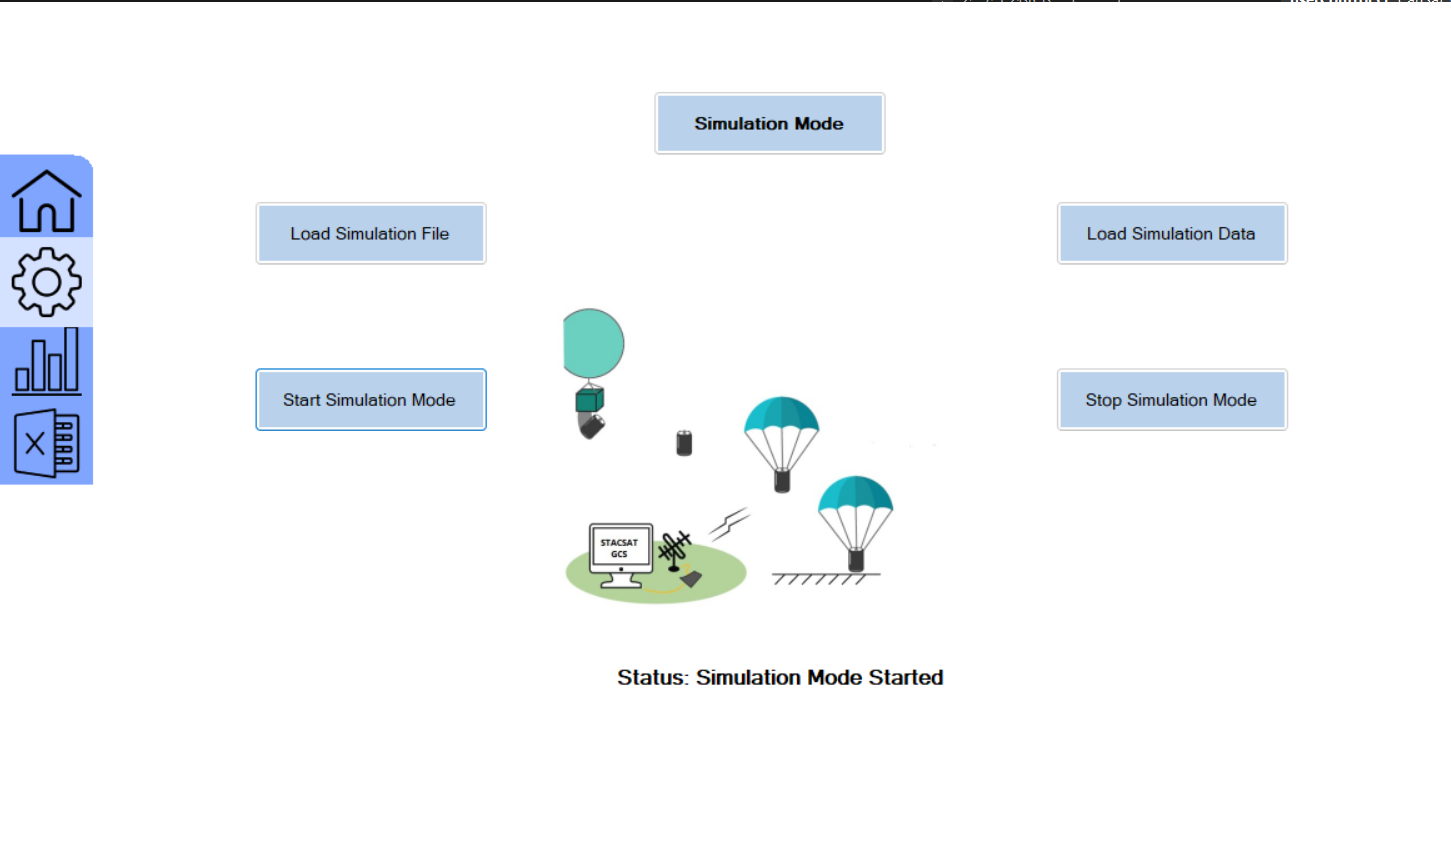 Simulation Mode
Load Simulation File
Load Simulation Data
Start Simulation Mode
Stop Simulation Mode
X
STACSAT
GCS
Status: Simulation Mode Started